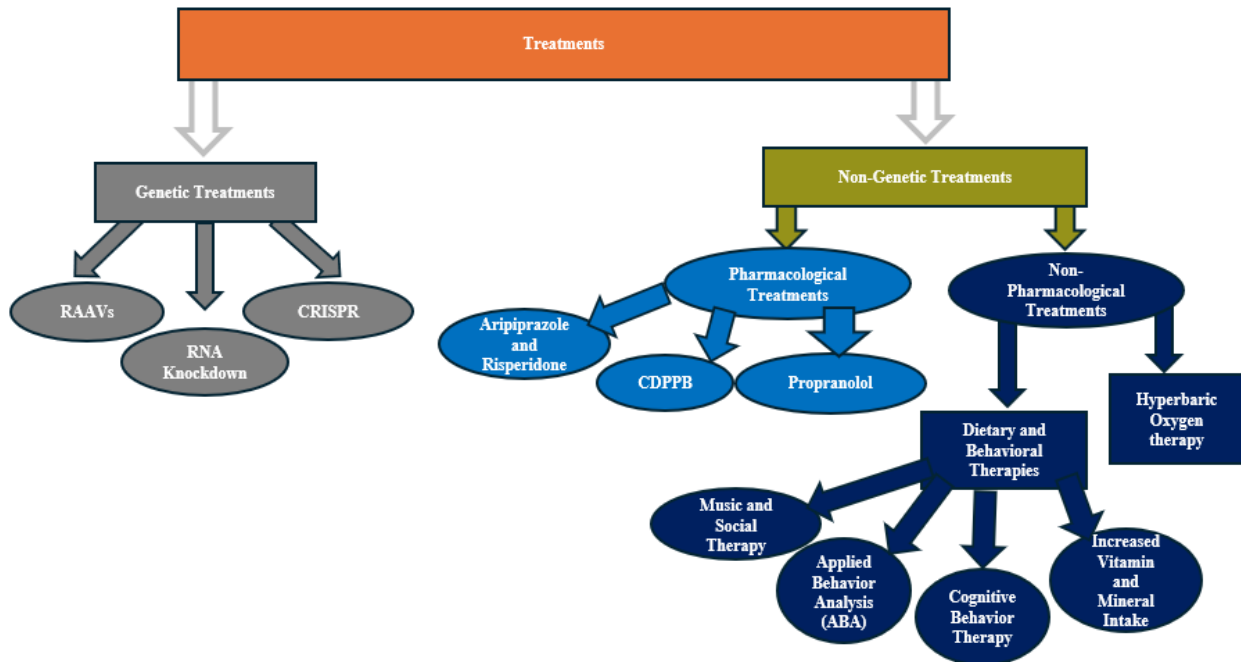 Treatments
Genetic Treatments
Non-Genetic Treatments
RAAVs
RNA
Knockdown
CRISPR
Pharmacological
Treatments
Non-
Pharmacological
Treatments
Aripiprazole
and
Risperidone
CDPPB
Propranolol
Hyperbaric
Oxygen
therapy
Dietary and
Behavioral
Therapies
Music and
Social
Therapy
Applied
Behavior
Analysis
(ABA)
Cognitive
Behavior
Therapy
Increased
Vitamin
and
Mineral
Intake